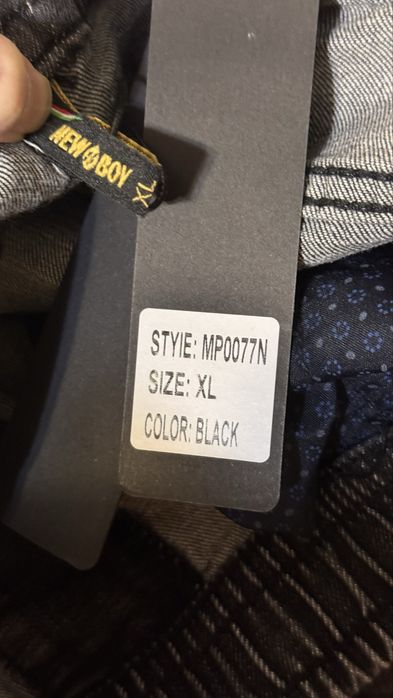 NEW BOY
XL
STYIE: MP0077N
SIZE: XL
COLOR: BLACK